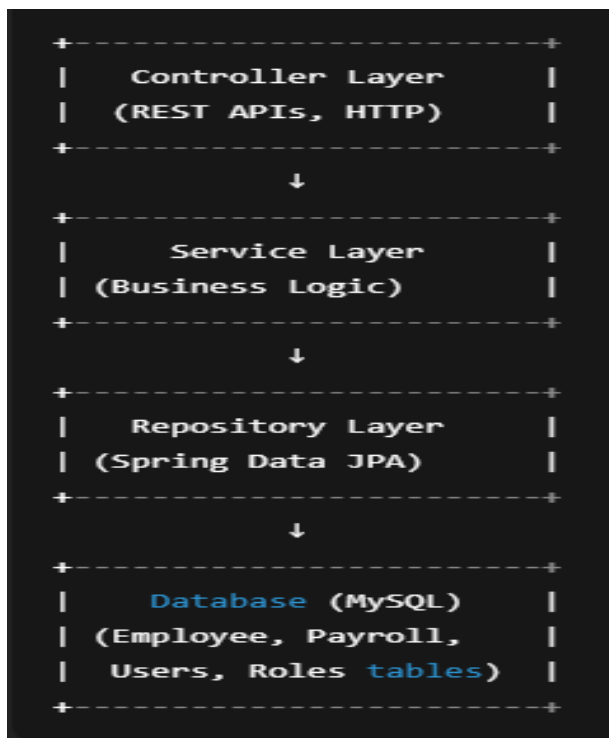 +-------------------------+
| Controller Layer |
| (REST APIs, HTTP) |
+-------------------------+
↓
+-------------------------+
| Service Layer |
| (Business Logic) |
+-------------------------+
↓
+-------------------------+
| Repository Layer |
| (Spring Data JPA) |
+-------------------------+
↓
+-------------------------+
| Database (MySQL) |
| (Employee, Payroll, |
| Users, Roles tables) |
+-------------------------+